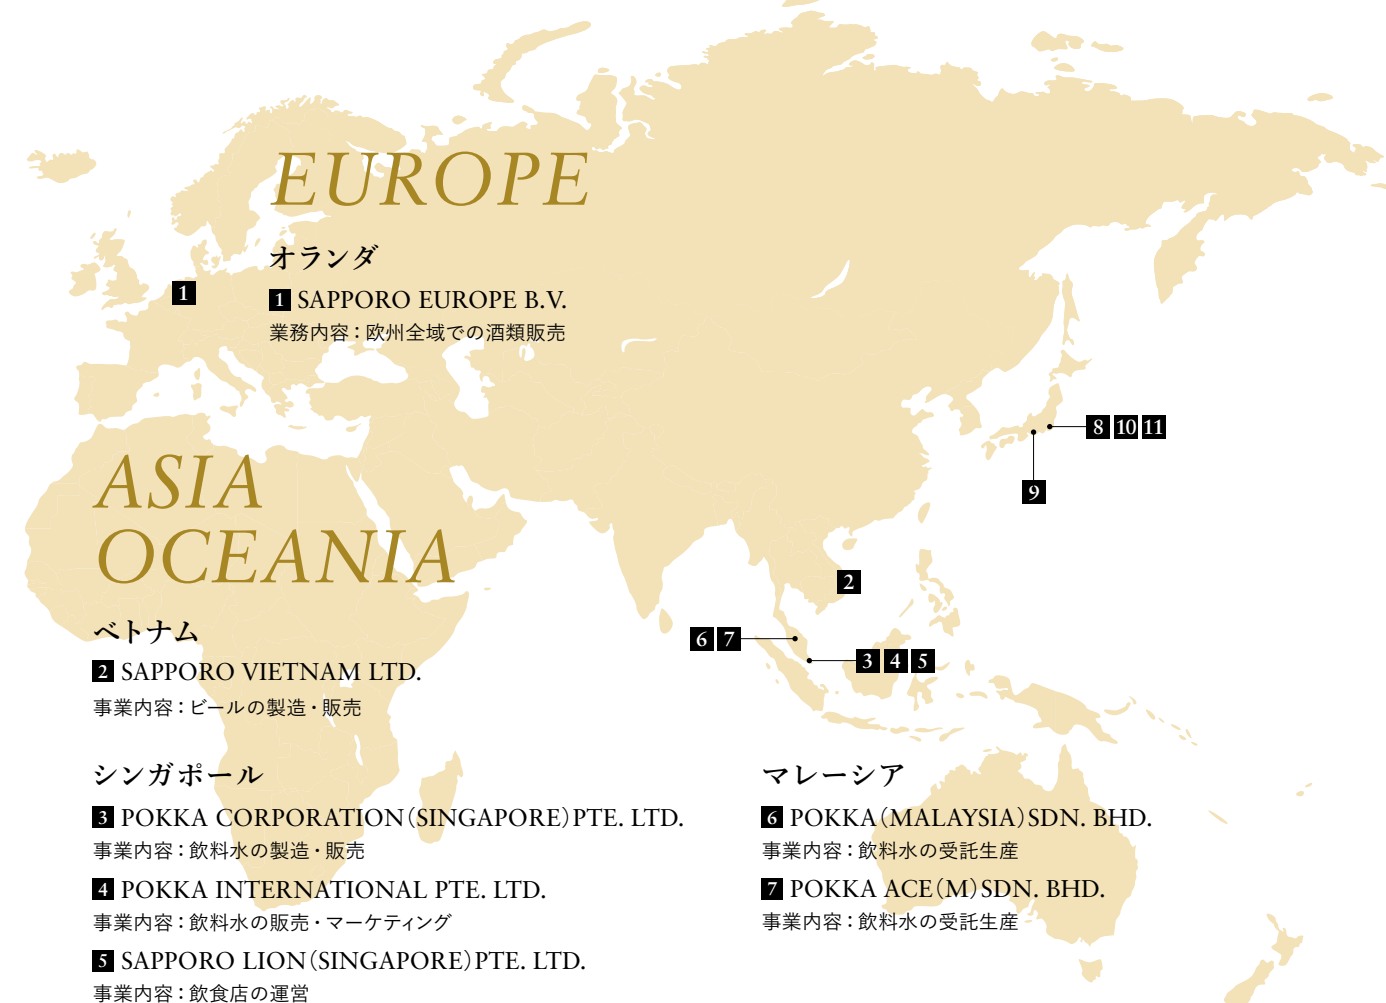 EUROPE
オランダ
1 SAPPORO EUROPE B.V.
業務内容：欧州全域での酒類販売
1
8 10 11
9
ASIA
OCEANIA
2
6 7
3 4 5
ベトナム
2 SAPPORO VIETNAM LTD.
事業内容：ビールの製造・販売
シンガポール
3 POKKA CORPORATION（SINGAPORE）PTE. LTD.
事業内容：飲料水の製造・販売
4 POKKA INTERNATIONAL PTE. LTD.
事業内容：飲料水の販売・マーケティング
5 SAPPORO LION（SINGAPORE）PTE. LTD.
事業内容：飲食店の運営
マレーシア
6 POKKA（MALAYSIA）SDN. BHD.
事業内容：飲料水の受託生産
7 POKKA ACE（M）SDN. BHD.
事業内容：飲料水の受託生産